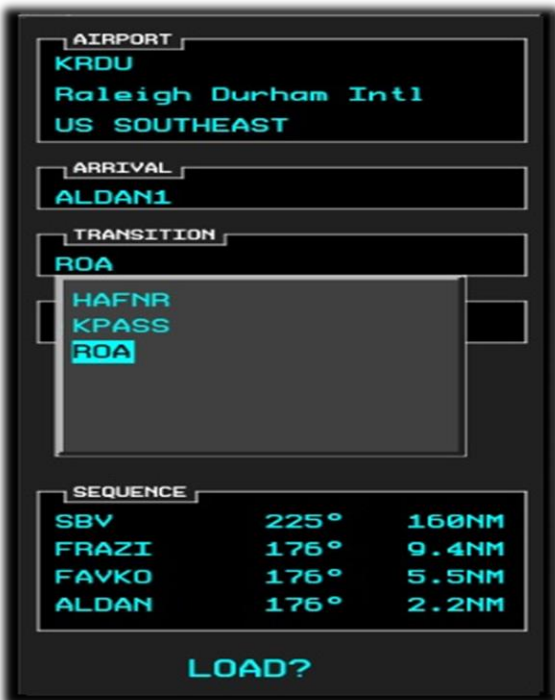 AIRPORT
KRDU
Raleigh Durham Intl
US SOUTHEAST
ARRIVAL
ALDAN1
TRANSITION
ROA
HAFNR
KPASS
ROA
SEQUENCE
SBV 225° 160NM
FRAZI 176° 9.4NM
FAVKO 176° 5.5NM
ALDAN 176° 2.2NM
LOAD?